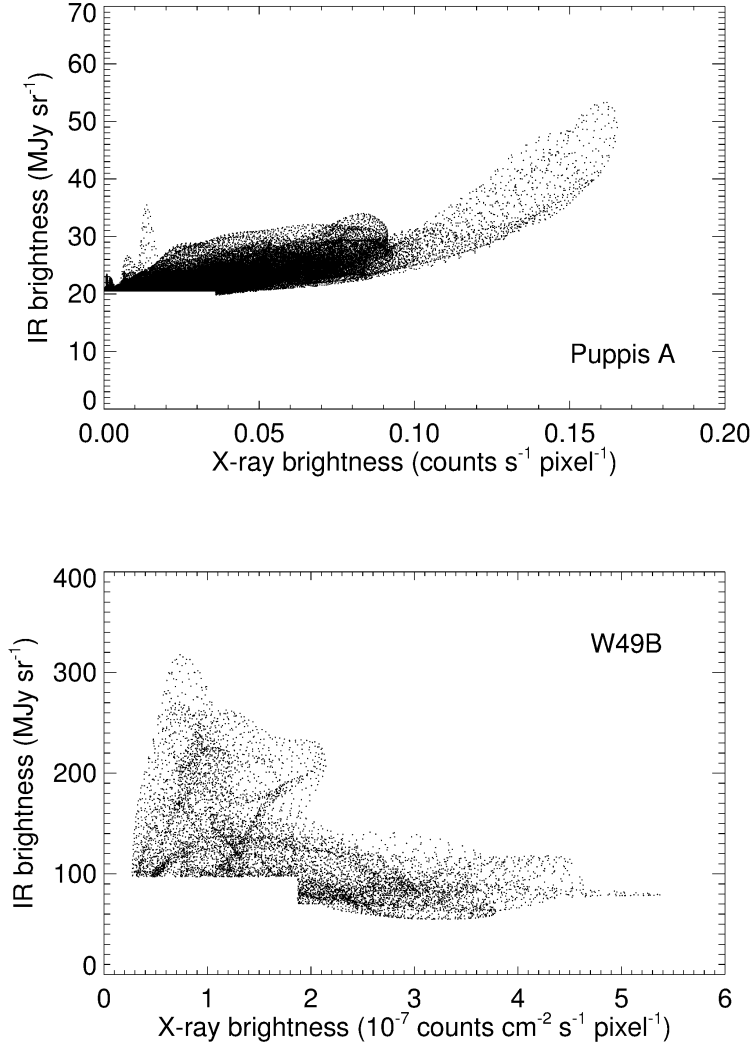 70
60
50
40
30
20
10
0
IR brightness (MJy sr⁻¹)
Puppis A
0.00 0.05 0.10 0.15 0.20
X-ray brightness (counts s⁻¹ pixel⁻¹)
400
300
200
100
0
IR brightness (MJy sr⁻¹)
W49B
0 1 2 3 4 5 6
X-ray brightness (10⁻⁷ counts cm⁻² s⁻¹ pixel⁻¹)